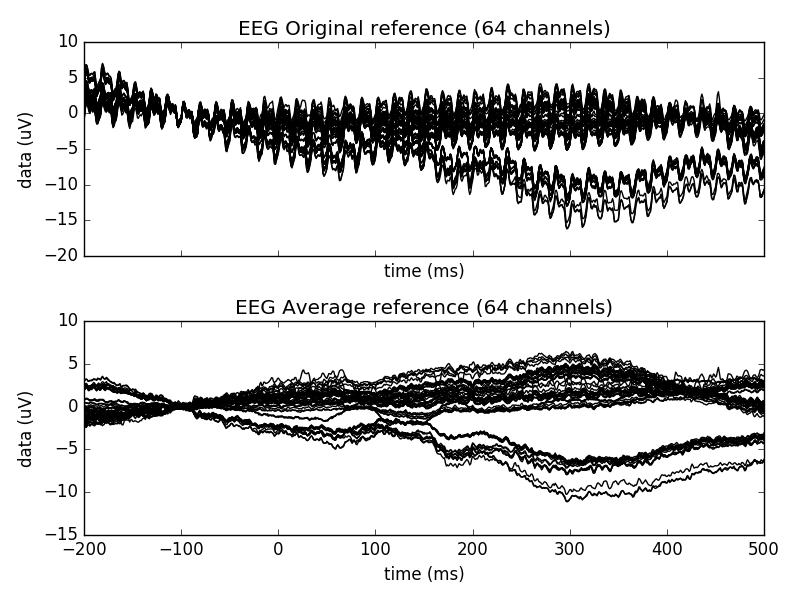 EEG Original reference (64 channels)
10
5
0
−5
−10
−15
−20
data (uV)
time (ms)
EEG Average reference (64 channels)
10
5
0
−5
−10
−15
data (uV)
−200 −100 0 100 200 300 400 500
time (ms)